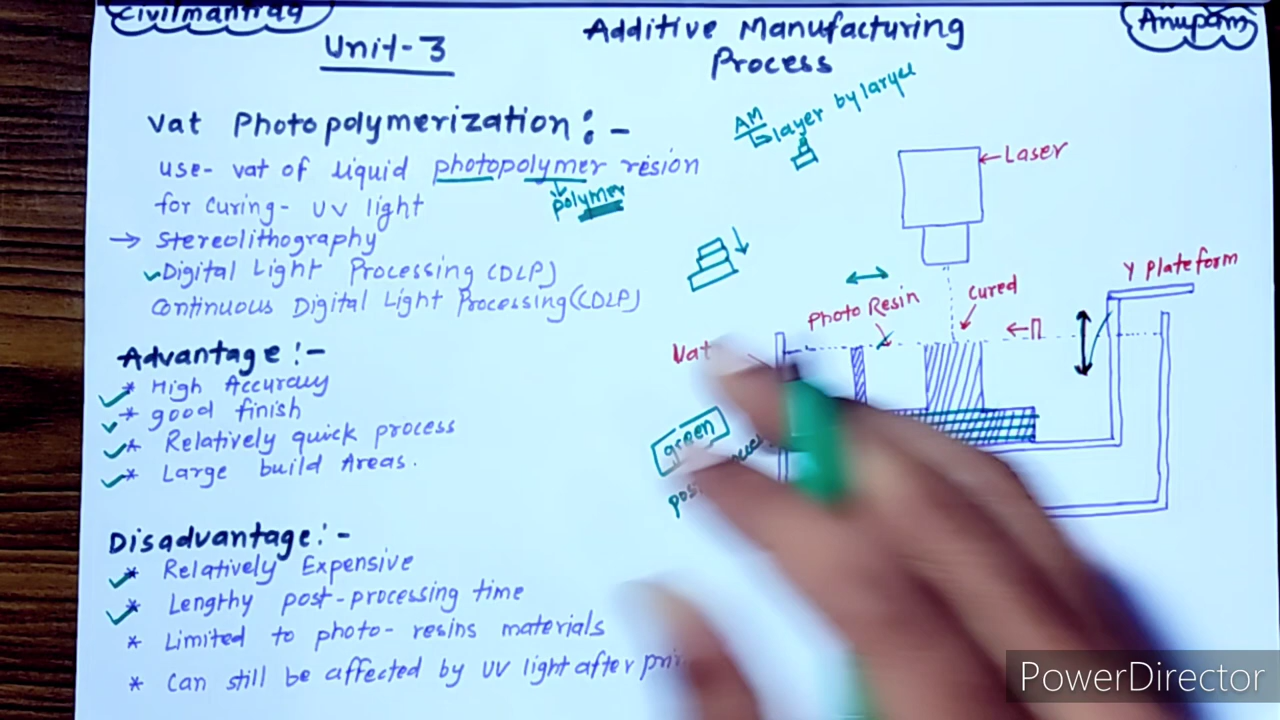 Civilmantraa
Anupam
Unit-3
Additive Manufacturing
Process
Vat Photopolymerization :-
use- vat of liquid photopolymer resion
polymer
for curing- UV light
→ Stereolithography
Digital Light Processing (DLP)
Continuous Digital Light Processing (CDLP)
Advantage :-
* High Accuracy
* good finish
* Relatively quick process
* Large build Areas.
Disadvantage :-
* Relatively Expensive
* Lengthy post-processing time
* Limited to photo-resins materials
* Can still be affected by UV light after
AM
layer by laryer
Laser
Y Plateform
Photo Resin
Cured
Vat
green
PowerDirector